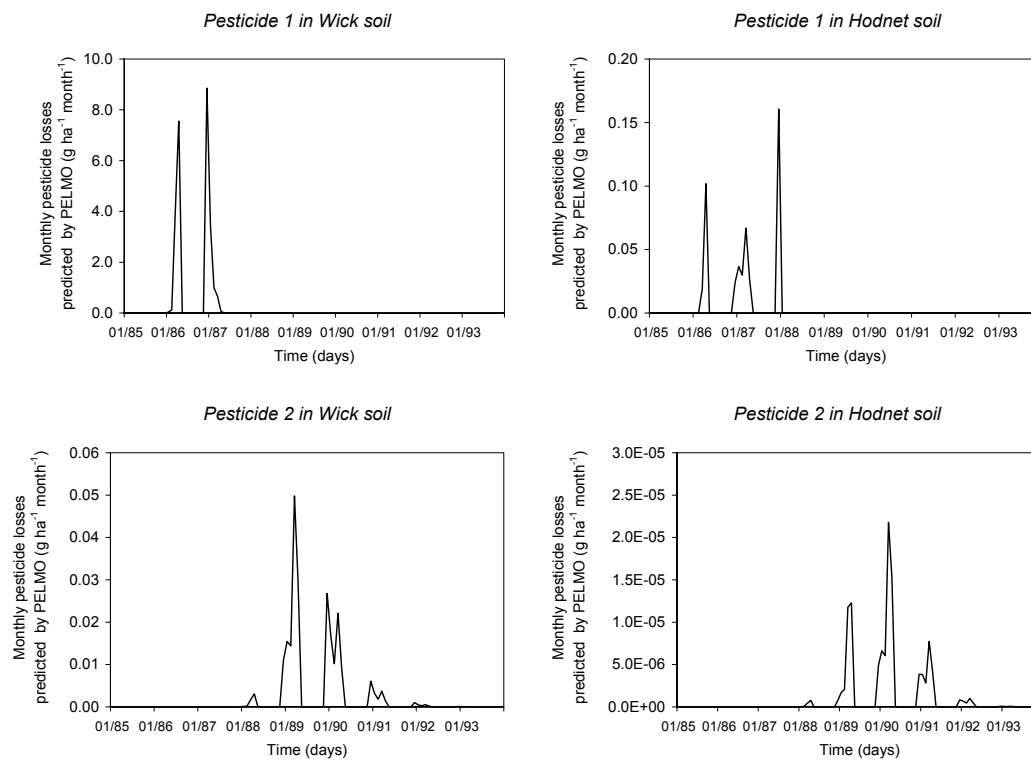 Pesticide 1 in Wick soil
Monthly pesticide losses
predicted by PELMO (g ha⁻¹ month⁻¹)
10.0
8.0
6.0
4.0
2.0
0.0
01/85 01/86 01/87 01/88 01/89 01/90 01/91 01/92 01/93
Time (days)
Pesticide 1 in Hodnet soil
Monthly pesticide losses
predicted by PELMO (g ha⁻¹ month⁻¹)
0.20
0.15
0.10
0.05
0.00
01/85 01/86 01/87 01/88 01/89 01/90 01/91 01/92 01/93
Time (days)
Pesticide 2 in Wick soil
Monthly pesticide losses
predicted by PELMO (g ha⁻¹ month⁻¹)
0.06
0.05
0.04
0.03
0.02
0.01
0.00
01/85 01/86 01/87 01/88 01/89 01/90 01/91 01/92 01/93
Time (days)
Pesticide 2 in Hodnet soil
Monthly pesticide losses
predicted by PELMO (g ha⁻¹ month⁻¹)
3.0E-05
2.5E-05
2.0E-05
1.5E-05
1.0E-05
5.0E-06
0.0E+00
01/85 01/86 01/87 01/88 01/89 01/90 01/91 01/92 01/93
Time (days)